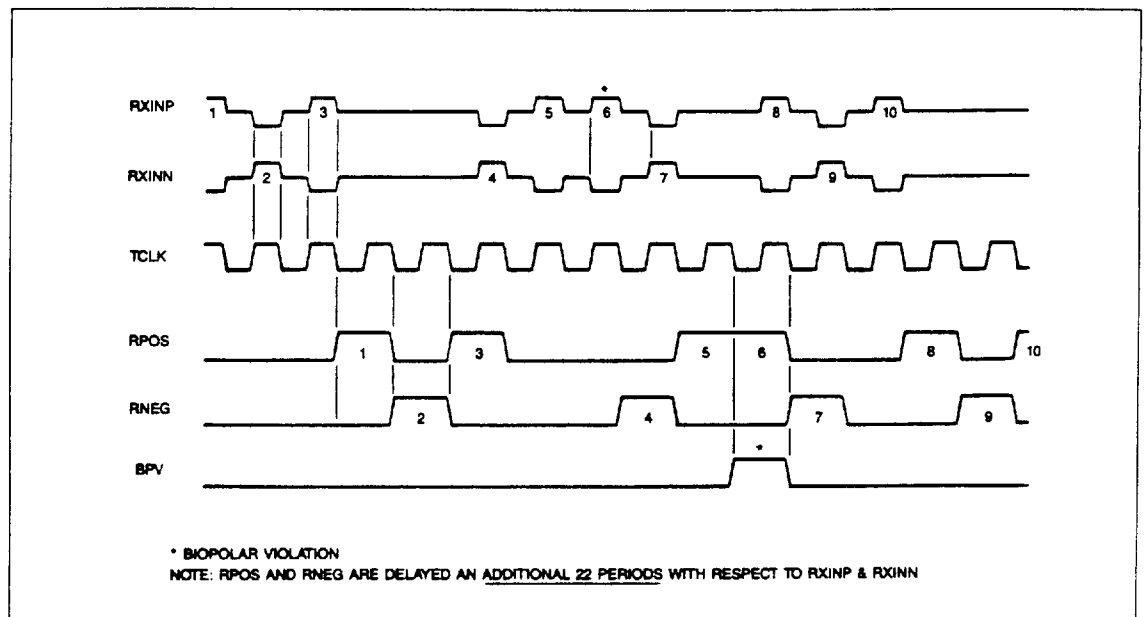 *
RXINP 1 3 5 6 8 10
RXINN 2 4 7 9
TCLK
RPOS 1 3 5 6 8 10
RNEG 2 4 7 9
*
BPV
* BIOPOLAR VIOLATION
NOTE: RPOS AND RNEG ARE DELAYED AN ADDITIONAL 22 PERIODS WITH RESPECT TO RXINP & RXINN